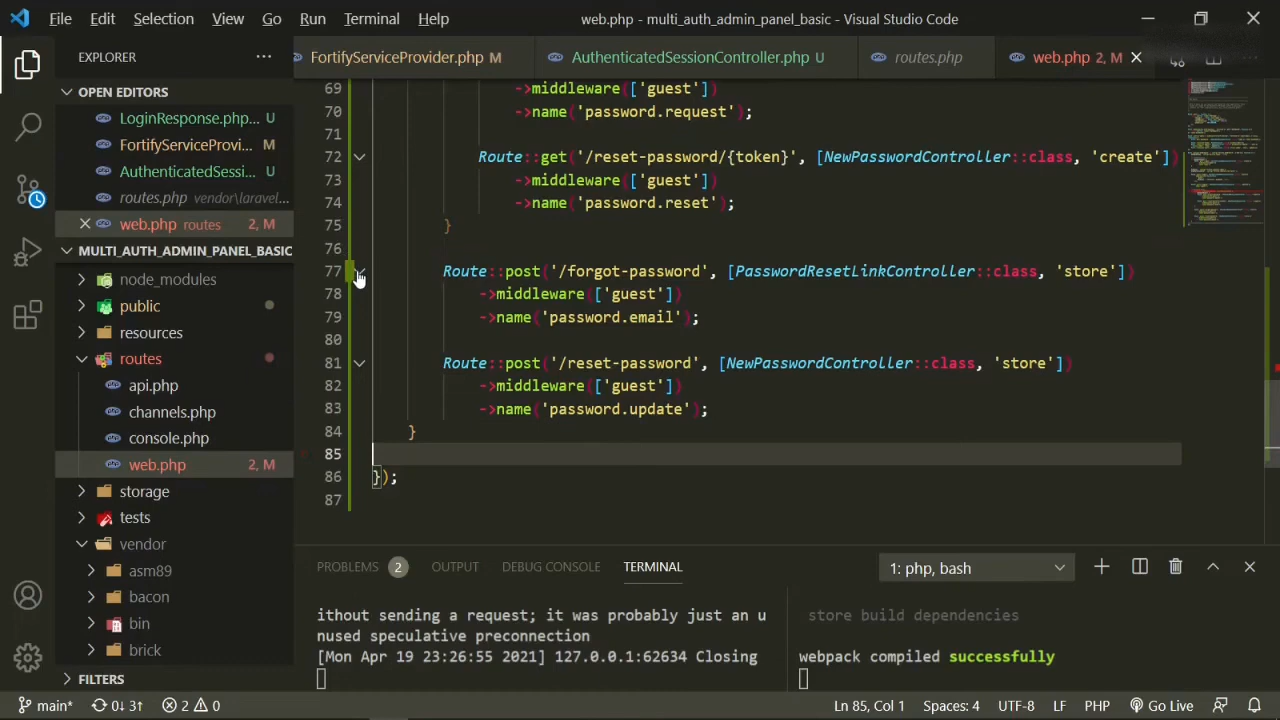 File Edit Selection View Go Run Terminal Help web.php - multi_auth_admin_panel_basic - Visual Studio Code
EXPLORER
FortifyServiceProvider.php M AuthenticatedSessionController.php U routes.php web.php 2, M
OPEN EDITORS
LoginResponse.php... U
FortifyServiceProvi... M
AuthenticatedSessi... U
routes.php vendor\laravel...
web.php routes 2, M
MULTI_AUTH_ADMIN_PANEL_BASIC
node_modules
public
resources
routes
api.php
channels.php
console.php
web.php 2, M
storage
tests
vendor
asm89
bacon
bin
brick
FILTERS
69 ->middleware(['guest'])
70 ->name('password.request');
71
72 Route::get('/reset-password/{token}', [NewPasswordController::class, 'create'])
73 ->middleware(['guest'])
74 ->name('password.reset');
75 }
76
77 Route::post('/forgot-password', [PasswordResetLinkController::class, 'store'])
78 ->middleware(['guest'])
79 ->name('password.email');
80
81 Route::post('/reset-password', [NewPasswordController::class, 'store'])
82 ->middleware(['guest'])
83 ->name('password.update');
84 }
85
86 });
87
PROBLEMS 2 OUTPUT DEBUG CONSOLE TERMINAL 1: php, bash
ithout sending a request; it was probably just an u
nused speculative preconnection
[Mon Apr 19 23:26:55 2021] 127.0.0.1:62634 Closing
store build dependencies
webpack compiled successfully
main* 0↓ 3↑ 2 0 Ln 85, Col 1 Spaces: 4 UTF-8 LF PHP Go Live